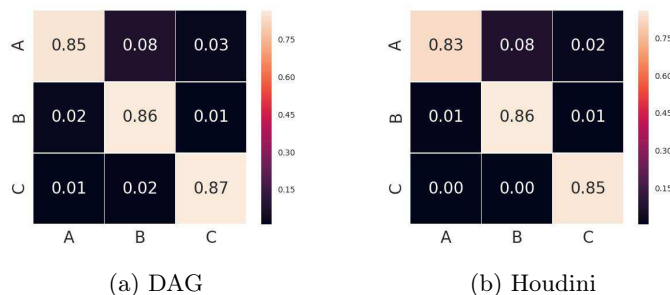 A 0.85 0.08 0.03
B 0.02 0.86 0.01
C 0.01 0.02 0.87
A B C
0.75
0.60
0.45
0.30
0.15
(a) DAG
A 0.83 0.08 0.02
B 0.01 0.86 0.01
C 0.00 0.00 0.85
A B C
0.75
0.60
0.45
0.30
0.15
(b) Houdini